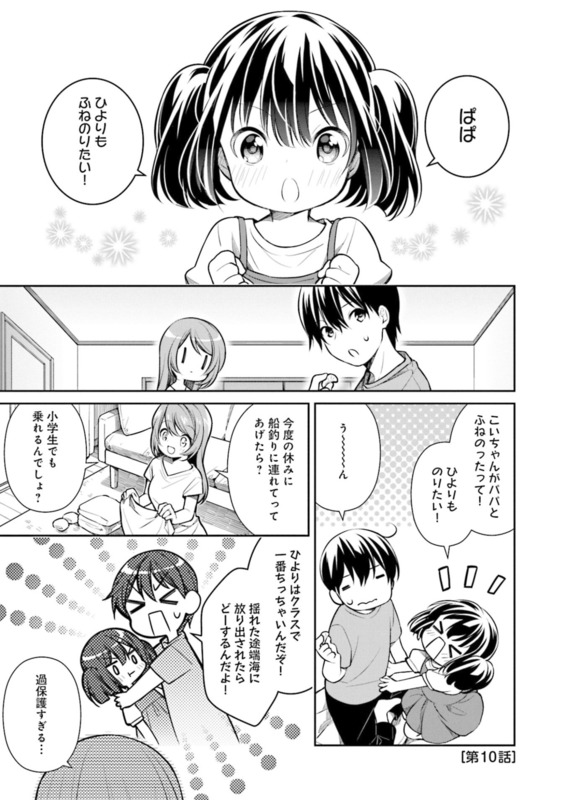 ぱぱ
ひよりも
ふねのりたい！
こいちゃんがパパと
ふねのったって！
ひよりも
のりたい！
う～～～～ん
今度の休みに
船釣りに連れてって
あげたら？
小学生でも
乗れるんでしょ？
ひよりはクラスで
一番ちっちゃいんだぞ！
揺れた途端海に
放り出されたら
どーするんだよ！
過保護すぎる…
［第10話］